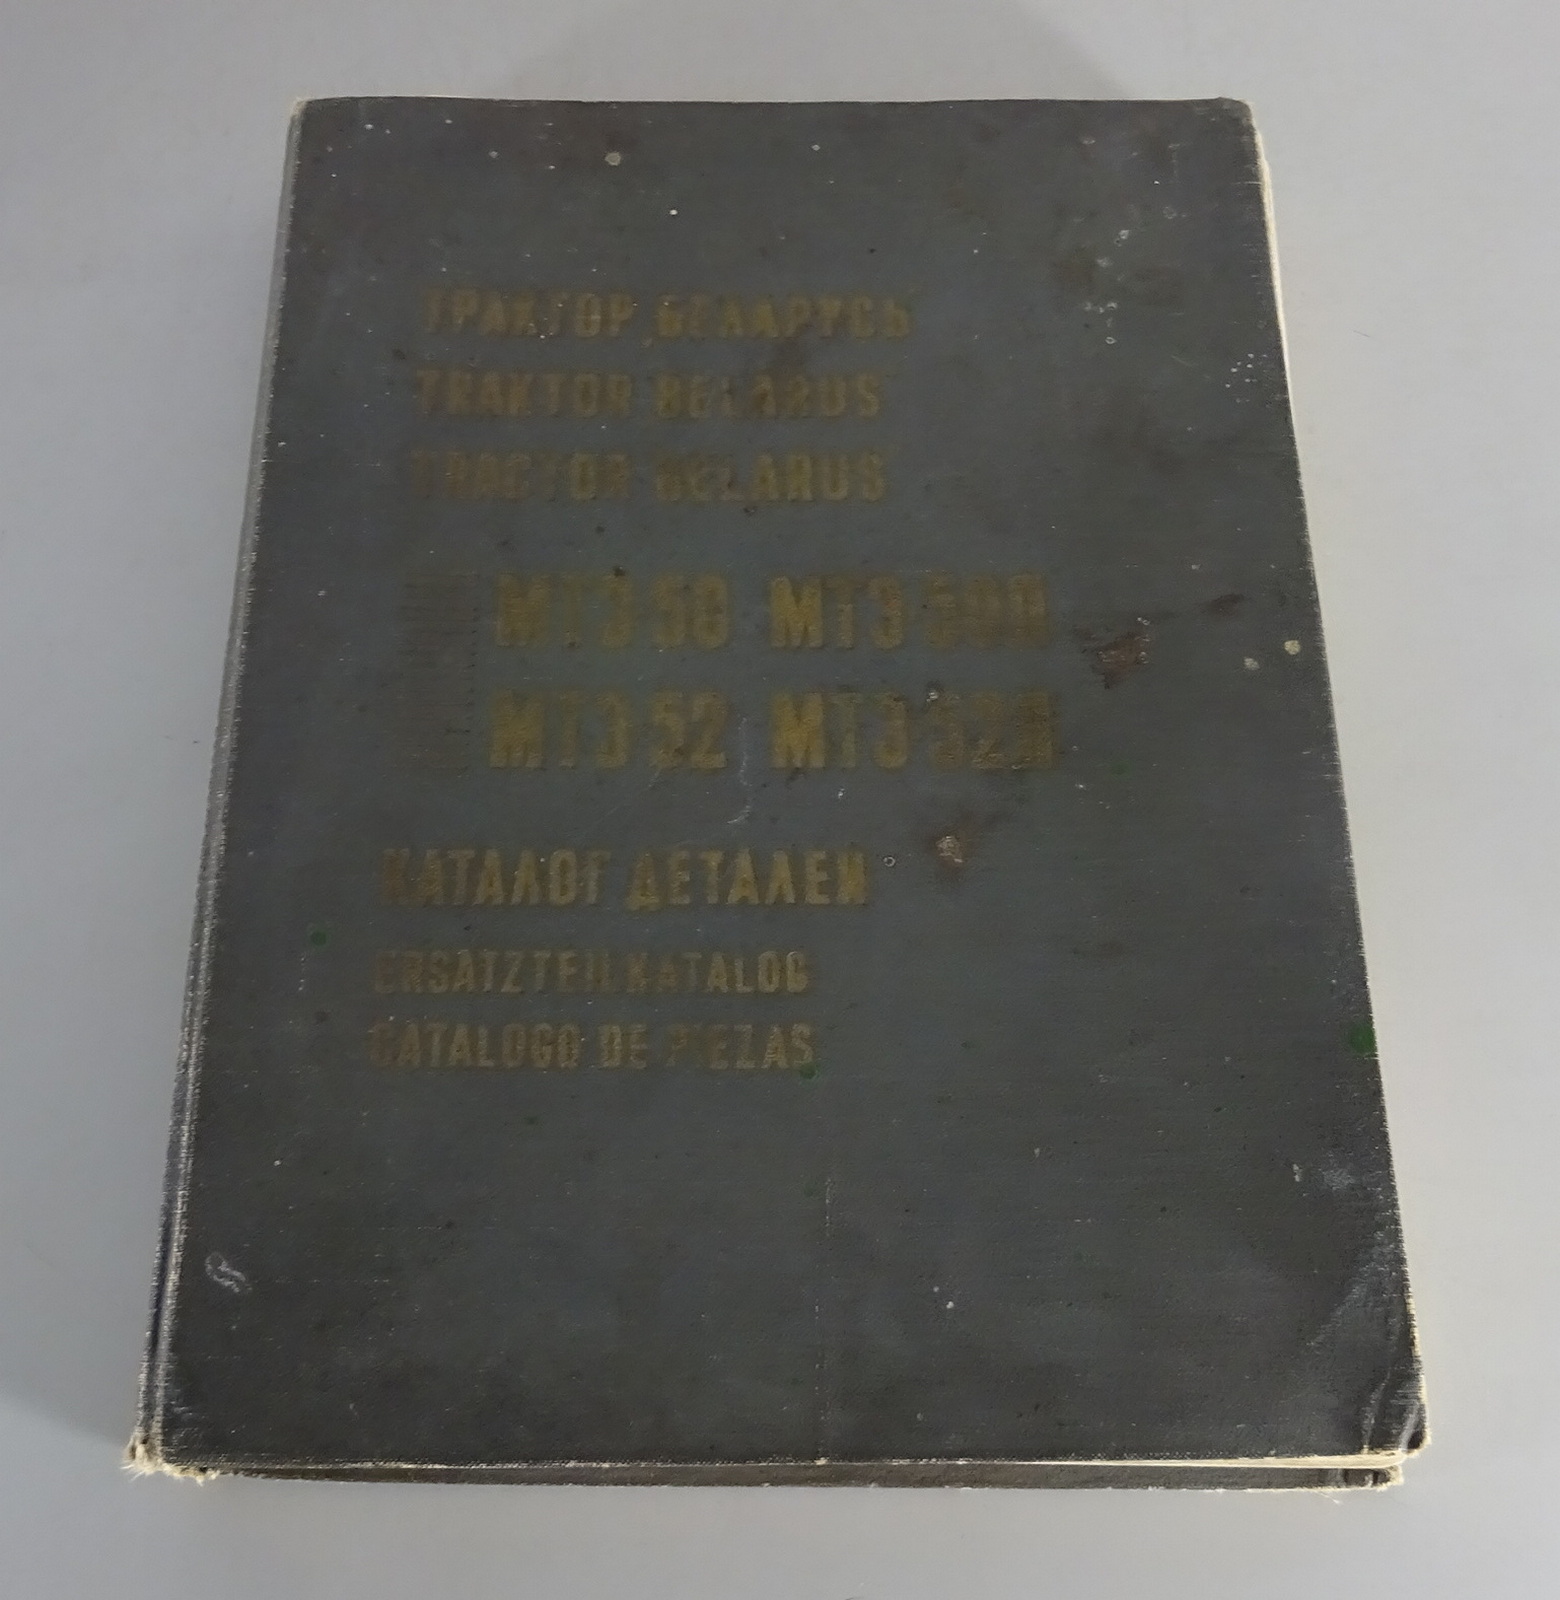 ТРАКТОР БЕЛАРУСЬ
TRAKTOR BELARUS
TRACTOR BELARUS
МТЗ 50 МТЗ 50Л
МТЗ 52 МТЗ 52Л
КАТАЛОГ ДЕТАЛЕЙ
ERSATZTEILKATALOG
CATALOGO DE PIEZAS